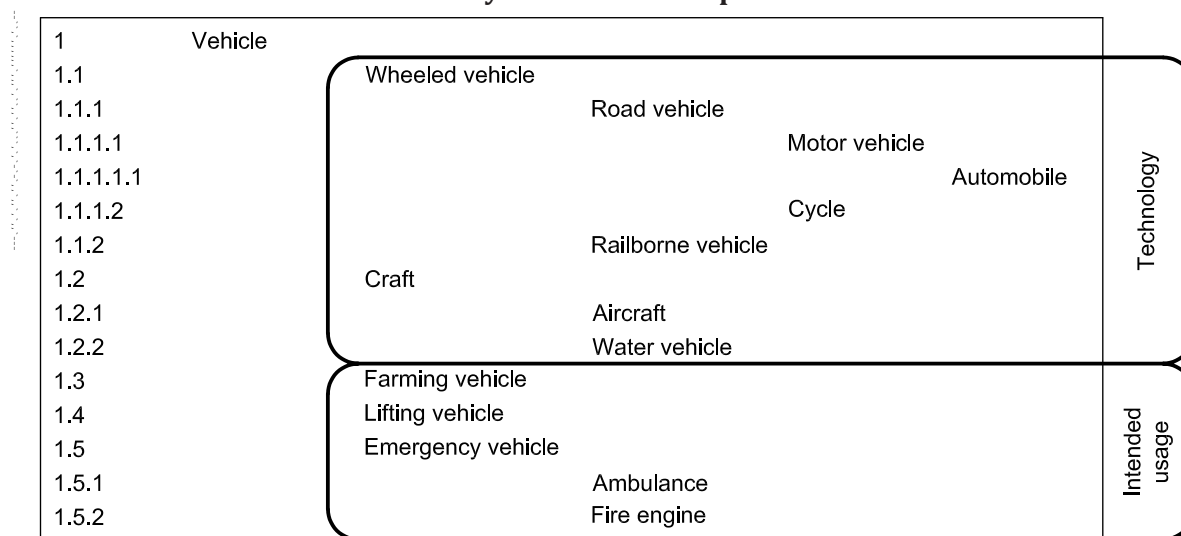 1 Vehicle
1.1 Wheeled vehicle
1.1.1 Road vehicle
1.1.1.1 Motor vehicle
1.1.1.1.1 Automobile
1.1.1.2 Cycle
1.1.2 Railborne vehicle
1.2 Craft
1.2.1 Aircraft
1.2.2 Water vehicle
1.3 Farming vehicle
1.4 Lifting vehicle
1.5 Emergency vehicle
1.5.1 Ambulance
1.5.2 Fire engine
Technology
Intended
usage